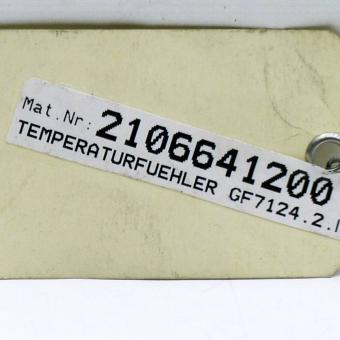 Mat.Nr: 2106641200
TEMPERATURFUEHLER GF7124.2.